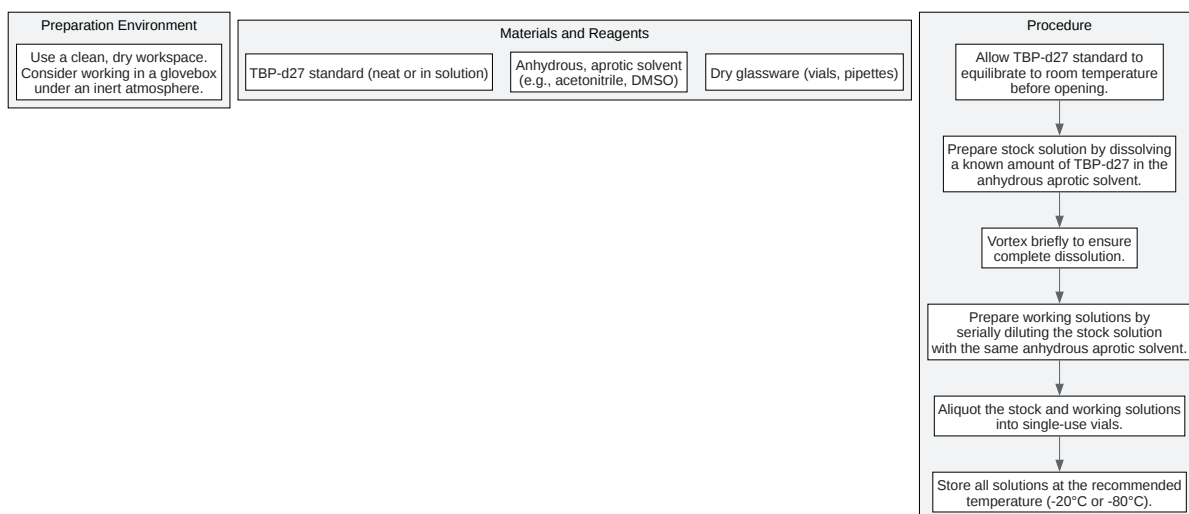 Preparation Environment
Use a clean, dry workspace.
Consider working in a glovebox
under an inert atmosphere.
Materials and Reagents
TBP-d27 standard (neat or in solution)
Anhydrous, aprotic solvent
(e.g., acetonitrile, DMSO)
Dry glassware (vials, pipettes)
Procedure
Allow TBP-d27 standard to
equilibrate to room temperature
before opening.
Prepare stock solution by dissolving
a known amount of TBP-d27 in the
anhydrous aprotic solvent.
Vortex briefly to ensure
complete dissolution.
Prepare working solutions by
serially diluting the stock solution
with the same anhydrous aprotic solvent.
Aliquot the stock and working solutions
into single-use vials.
Store all solutions at the recommended
temperature (-20°C or -80°C).